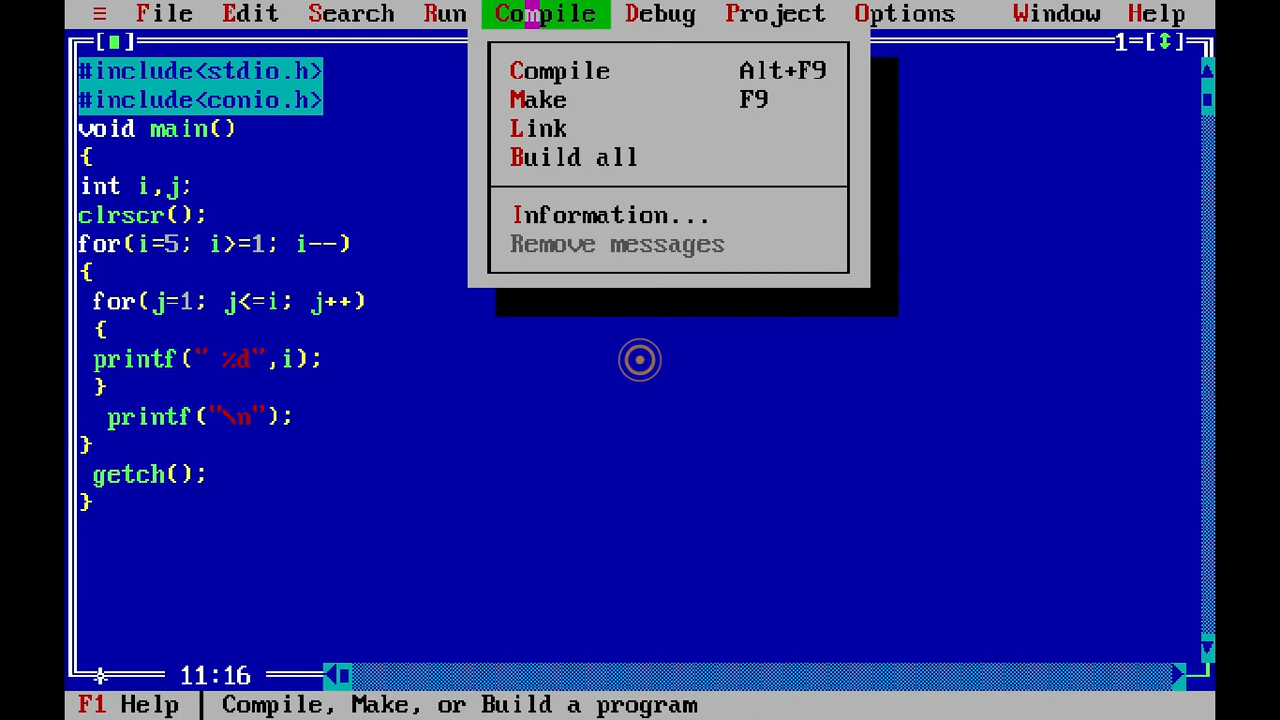 ≡ File Edit Search Run Compile Debug Project Options Window Help
1
Compile Alt+F9
Make F9
Link
Build all
Information...
Remove messages
#include<stdio.h>
#include<conio.h>
void main()
{
int i,j;
clrscr();
for(i=5; i>=1; i--)
{
for(j=1; j<=i; j++)
{
printf(" %d",i);
}
printf("\n");
}
getch();
}
11:16
F1 Help | Compile, Make, or Build a program